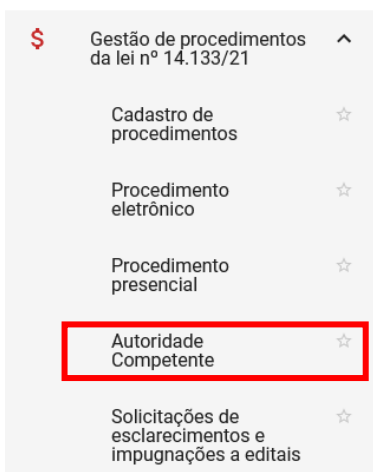 $ Gestão de procedimentos
da lei nº 14.133/21
Cadastro de
procedimentos
Procedimento
eletrônico
Procedimento
presencial
Autoridade
Competente
Solicitações de
esclarecimentos e
impugnações a editais